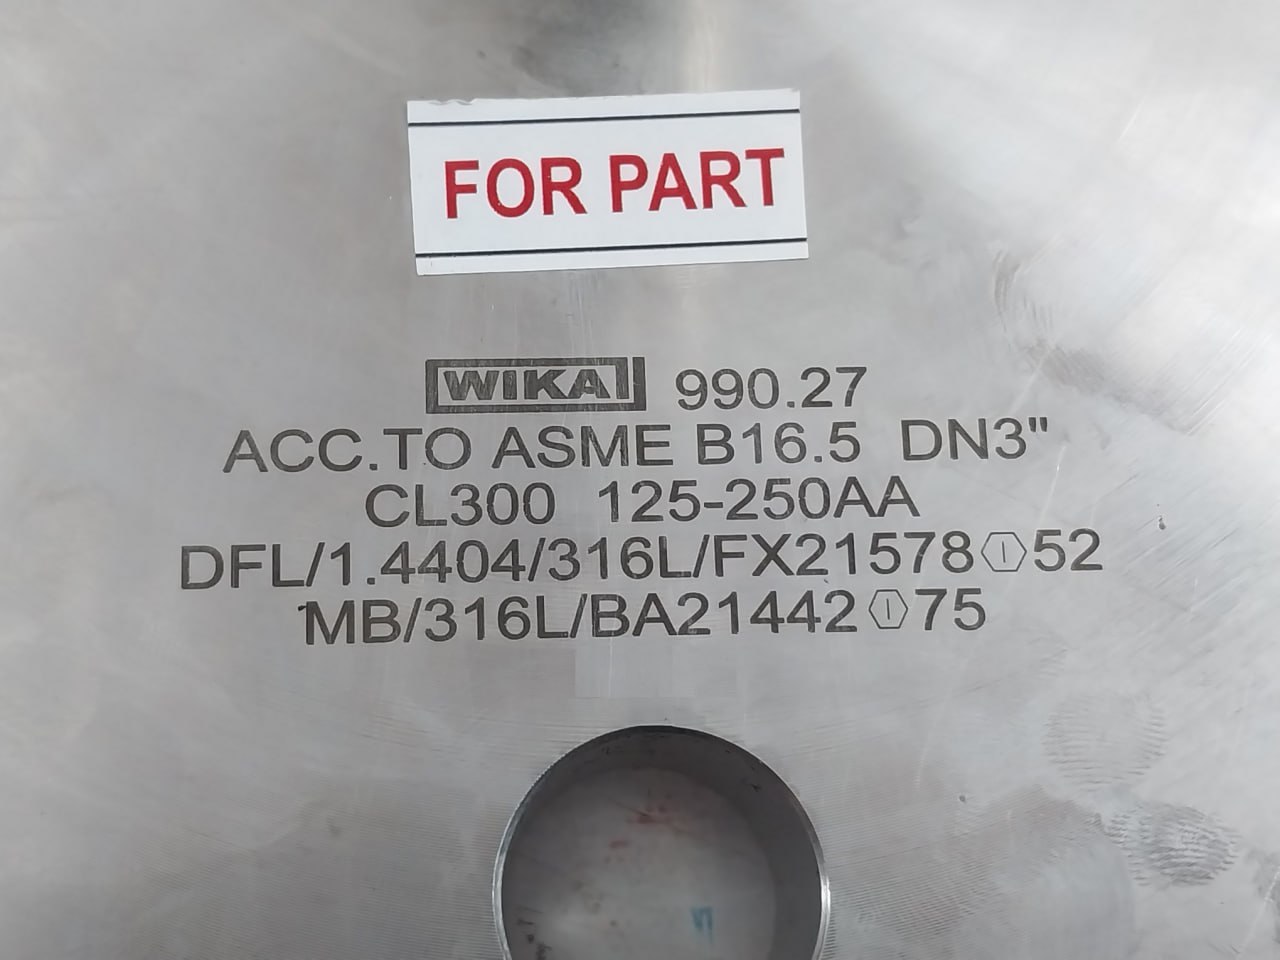 FOR PART
WIKA 990.27
ACC.TO ASME B16.5 DN3"
CL300 125-250AA
DFL/1.4404/316L/FX21578 I 52
MB/316L/BA21442 I 75